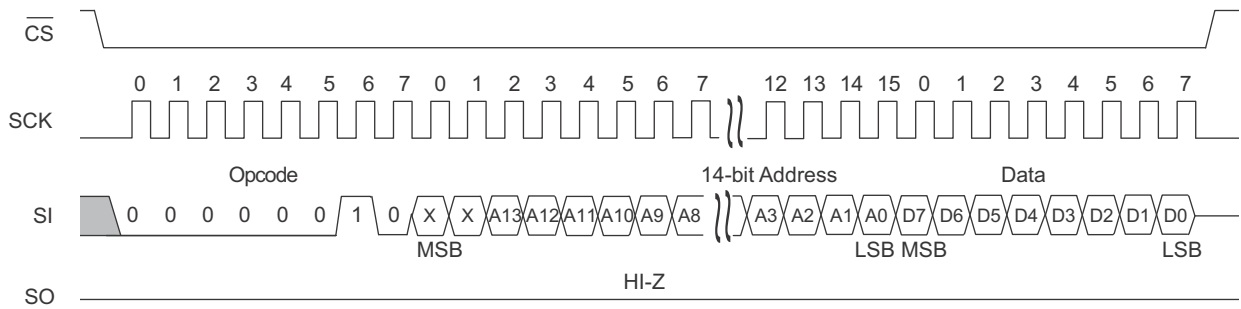 CS
0 1 2 3 4 5 6 7 0 1 2 3 4 5 6 7 12 13 14 15 0 1 2 3 4 5 6 7
SCK
Opcode 14-bit Address Data
SI 0 0 0 0 0 0 1 0 X X A13 A12 A11 A10 A9 A8 A3 A2 A1 A0 D7 D6 D5 D4 D3 D2 D1 D0
MSB LSB MSB LSB
HI-Z
SO